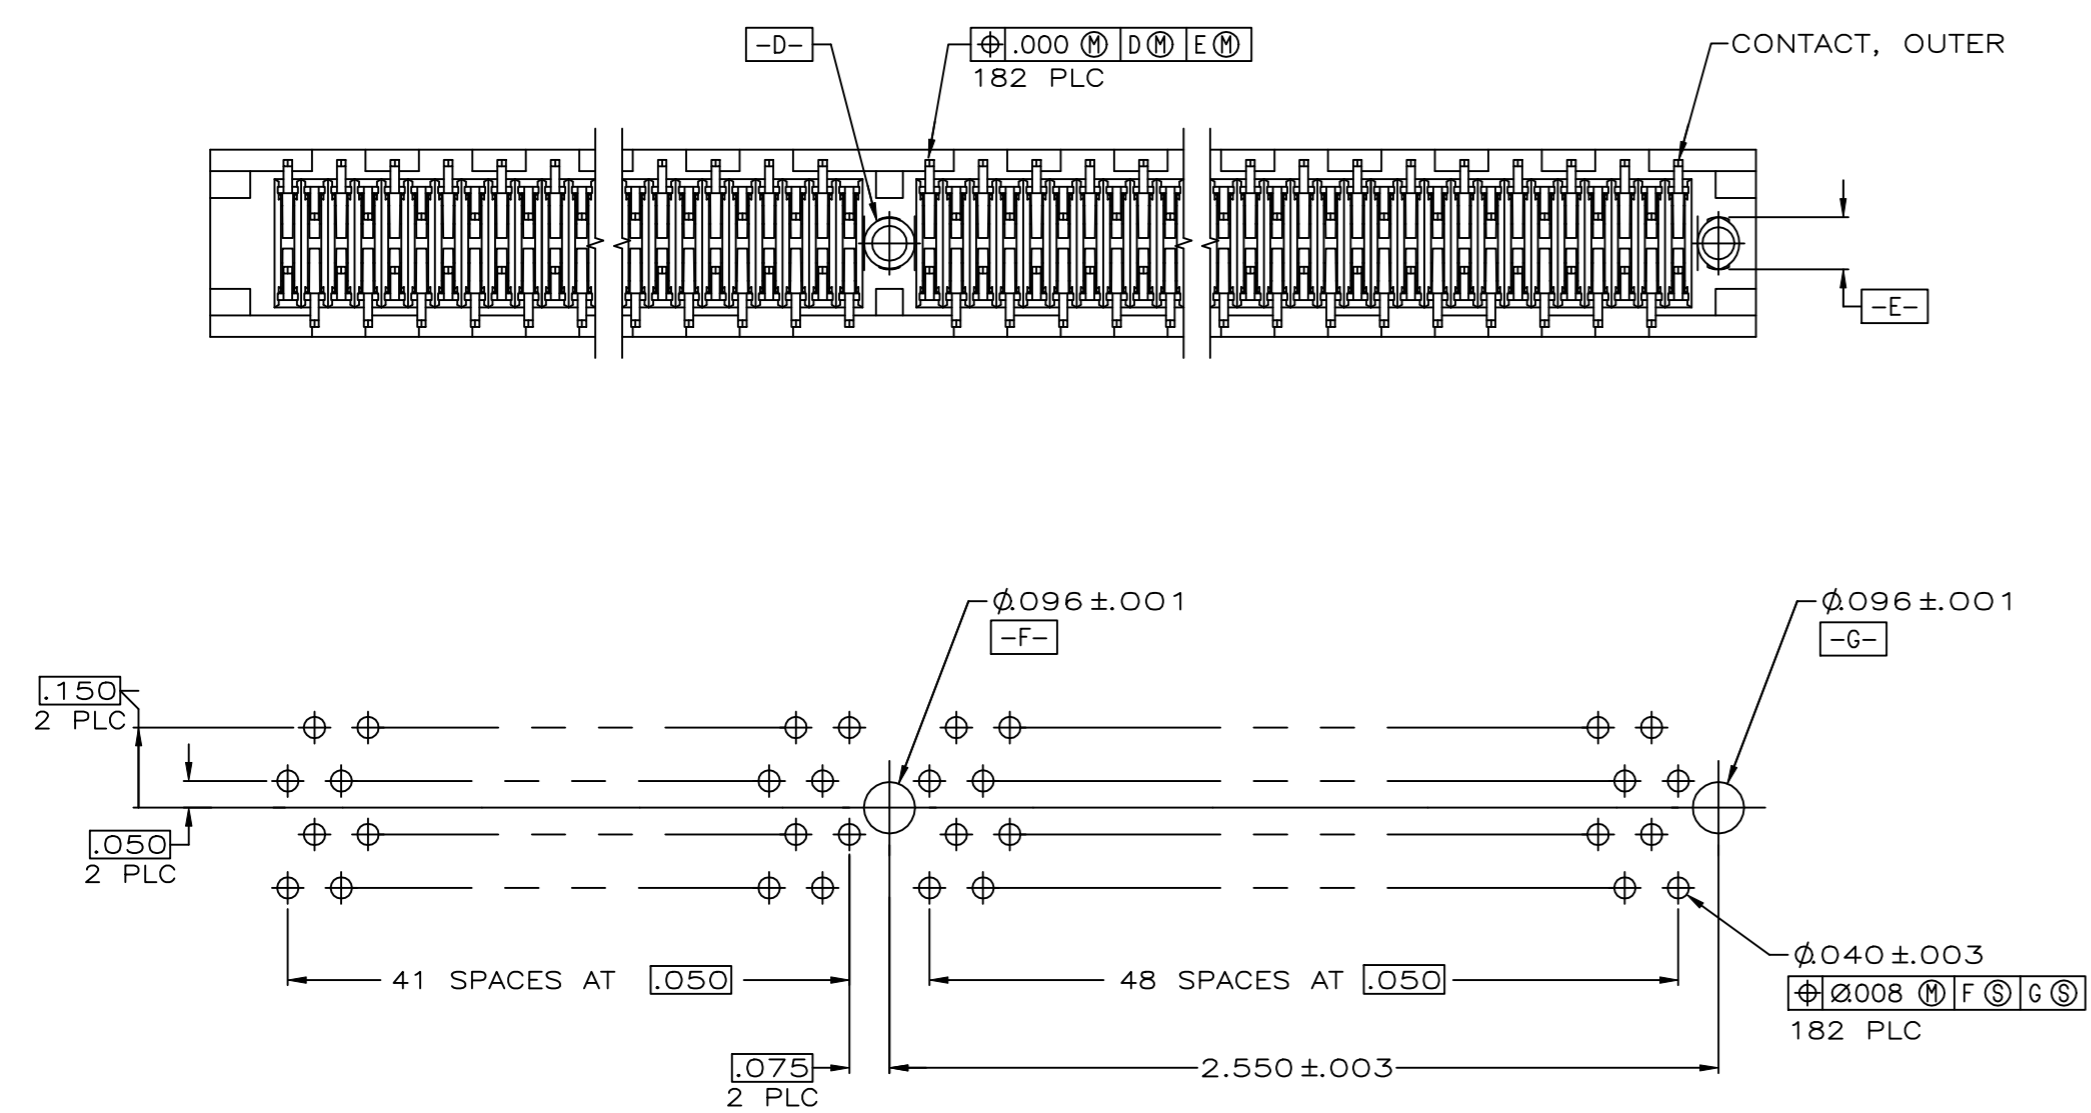 -D-
⌖ .000 Ⓜ D Ⓜ E Ⓜ
182 PLC
CONTACT, OUTER
-E-
Ø.096±.001
-F-
Ø.096±.001
-G-
.150
2 PLC
.050
2 PLC
41 SPACES AT .050
48 SPACES AT .050
Ø.040±.003
⌖ Ø.008 Ⓜ F Ⓢ G Ⓢ
182 PLC
.075
2 PLC
2.550±.003